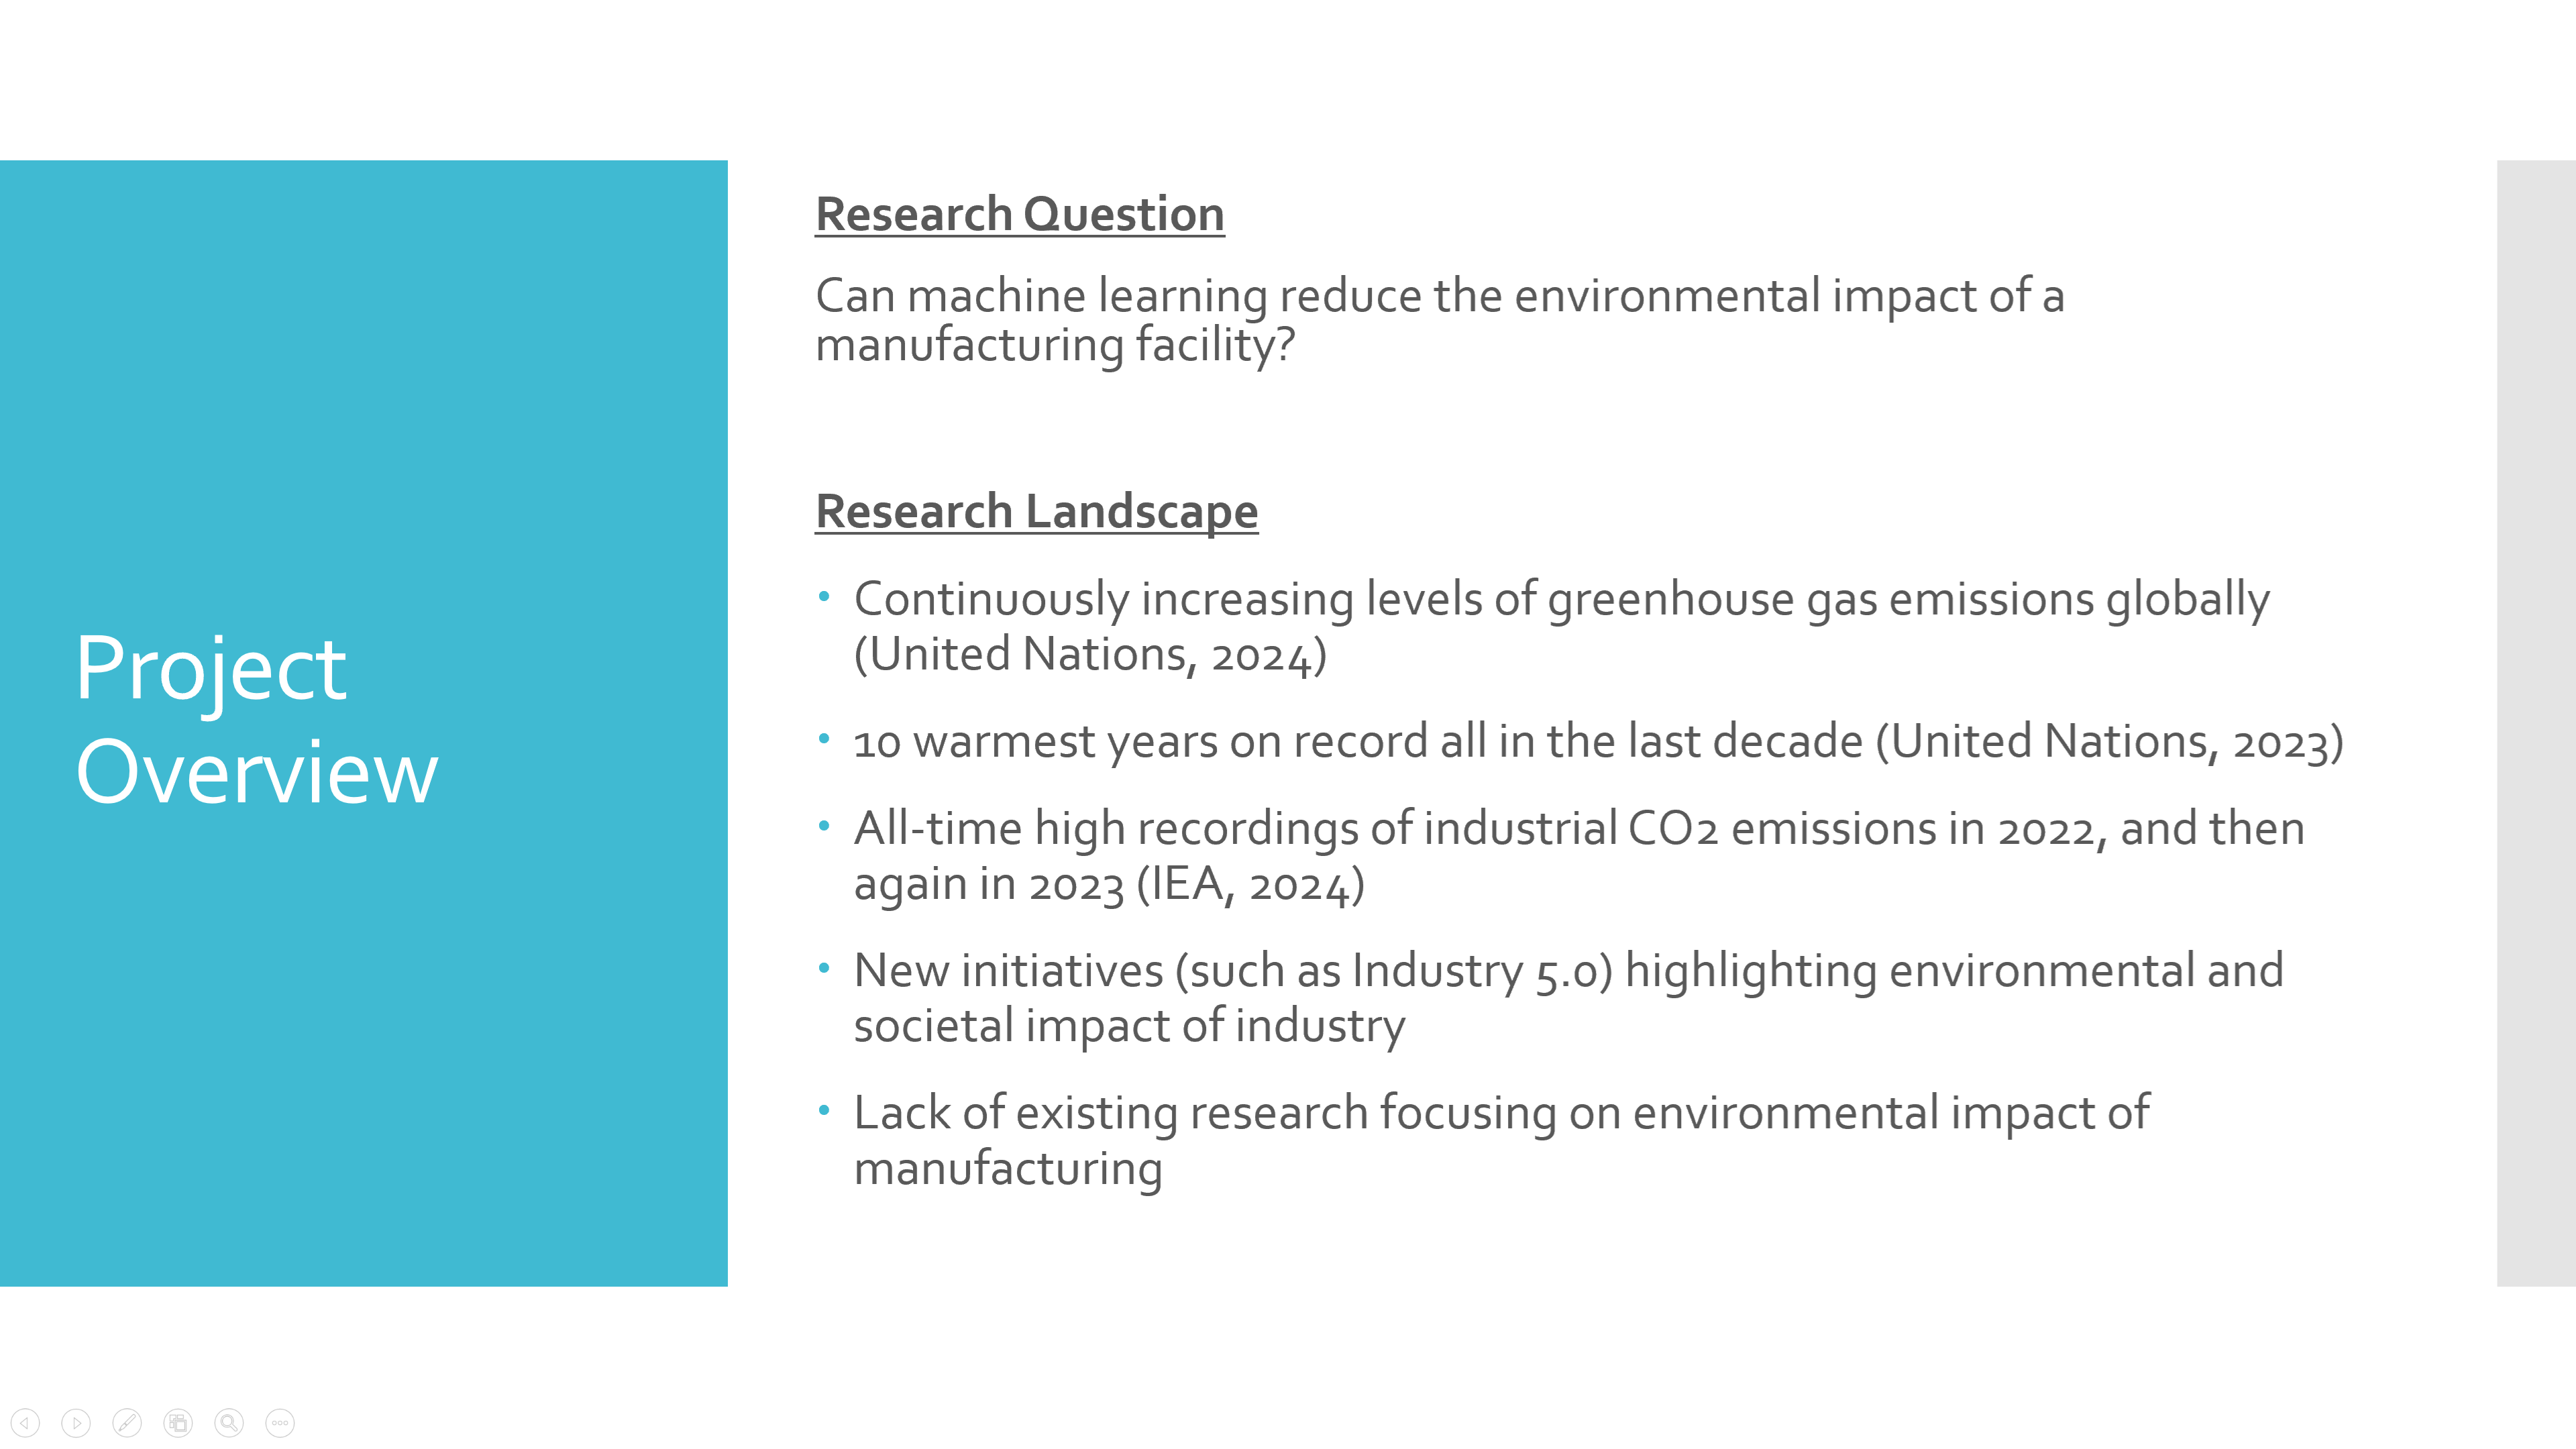 Project
Overview
Research Question
Can machine learning reduce the environmental impact of a
manufacturing facility?
Research Landscape
• Continuously increasing levels of greenhouse gas emissions globally
(United Nations, 2024)
• 10 warmest years on record all in the last decade (United Nations, 2023)
• All-time high recordings of industrial CO2 emissions in 2022, and then
again in 2023 (IEA, 2024)
• New initiatives (such as Industry 5.0) highlighting environmental and
societal impact of industry
• Lack of existing research focusing on environmental impact of
manufacturing